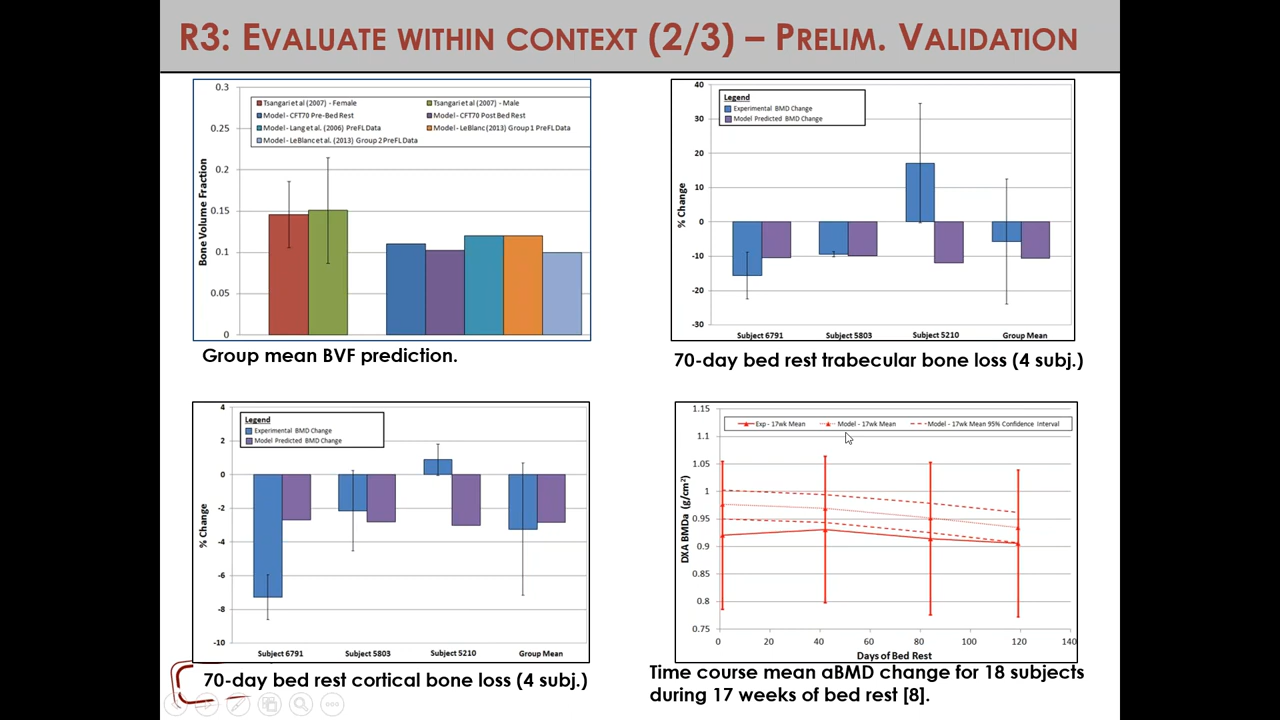 R3: EVALUATE WITHIN CONTEXT (2/3) – PRELIM. VALIDATION
0.3
0.25
0.2
0.15
0.1
0.05
0
Bone Volume Fraction
Tsangari et al (2007) - Female
Tsangari et al (2007) - Male
Model - CFT70 Pre-Bed Rest
Model - CFT70 Post Bed Rest
Model - Lang et al. (2006) PreFL Data
Model - LeBlanc (2013) Group 1 PreFL Data
Model - LeBlanc et al. (2013) Group 2 PreFL Data
Group mean BVF prediction.
40
30
20
10
0
-10
-20
-30
% Change
Legend
Experimental BMD Change
Model Predicted BMD Change
Subject 6791
Subject 5803
Subject 5210
Group Mean
70-day bed rest trabecular bone loss (4 subj.)
4
2
0
-2
-4
-6
-8
-10
% Change
Legend
Experimental BMD Change
Model Predicted BMD Change
Subject 6791
Subject 5803
Subject 5210
Group Mean
70-day bed rest cortical bone loss (4 subj.)
1.15
1.1
1.05
1
0.95
0.9
0.85
0.8
0.75
DXA BMDa (g/cm²)
Exp - 17wk Mean
Model - 17wk Mean
Model - 17wk Mean 95% Confidence Interval
0 20 40 60 80 100 120 140
Days of Bed Rest
Time course mean aBMD change for 18 subjects
during 17 weeks of bed rest [8].